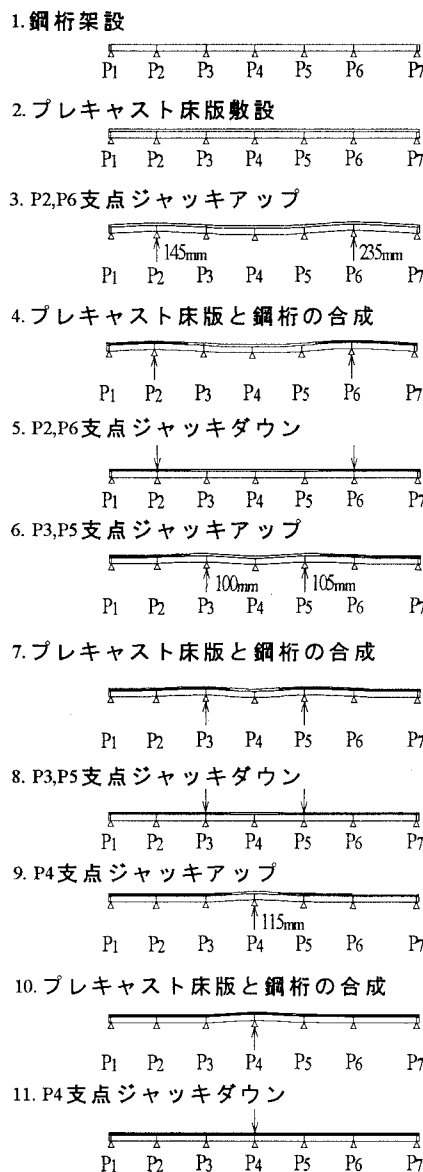 1.鋼桁架設
P1 P2 P3 P4 P5 P6 P7
2.プレキャスト床版敷設
P1 P2 P3 P4 P5 P6 P7
3. P2,P6支点ジャッキアップ
145mm 235mm
P1 P2 P3 P4 P5 P6 P7
4.プレキャスト床版と鋼桁の合成
P1 P2 P3 P4 P5 P6 P7
5. P2,P6支点ジャッキダウン
P1 P2 P3 P4 P5 P6 P7
6. P3,P5支点ジャッキアップ
100mm 105mm
P1 P2 P3 P4 P5 P6 P7
7.プレキャスト床版と鋼桁の合成
P1 P2 P3 P4 P5 P6 P7
8. P3,P5支点ジャッキダウン
P1 P2 P3 P4 P5 P6 P7
9. P4支点ジャッキアップ
115mm
P1 P2 P3 P4 P5 P6 P7
10.プレキャスト床版と鋼桁の合成
P1 P2 P3 P4 P5 P6 P7
11. P4支点ジャッキダウン
P1 P2 P3 P4 P5 P6 P7